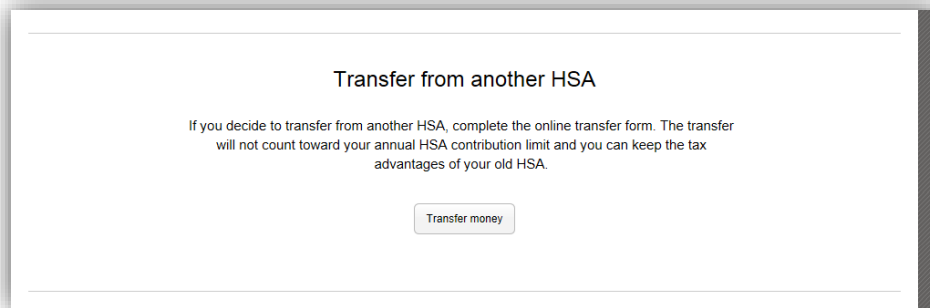 Transfer from another HSA
If you decide to transfer from another HSA, complete the online transfer form. The transfer
will not count toward your annual HSA contribution limit and you can keep the tax
advantages of your old HSA.
Transfer money